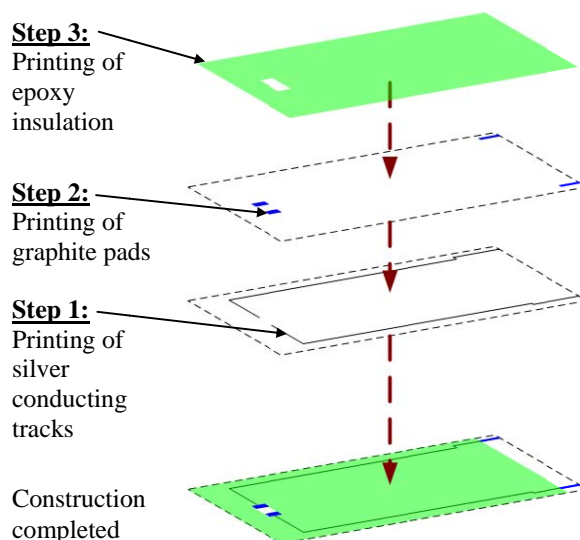 Step 3:
Printing of
epoxy
insulation
Step 2:
Printing of
graphite pads
Step 1:
Printing of
silver
conducting
tracks
Construction
completed